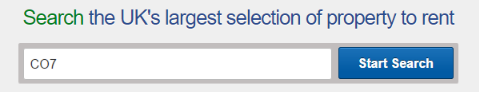 Search the UK's largest selection of property to rent
CO7
Start Search